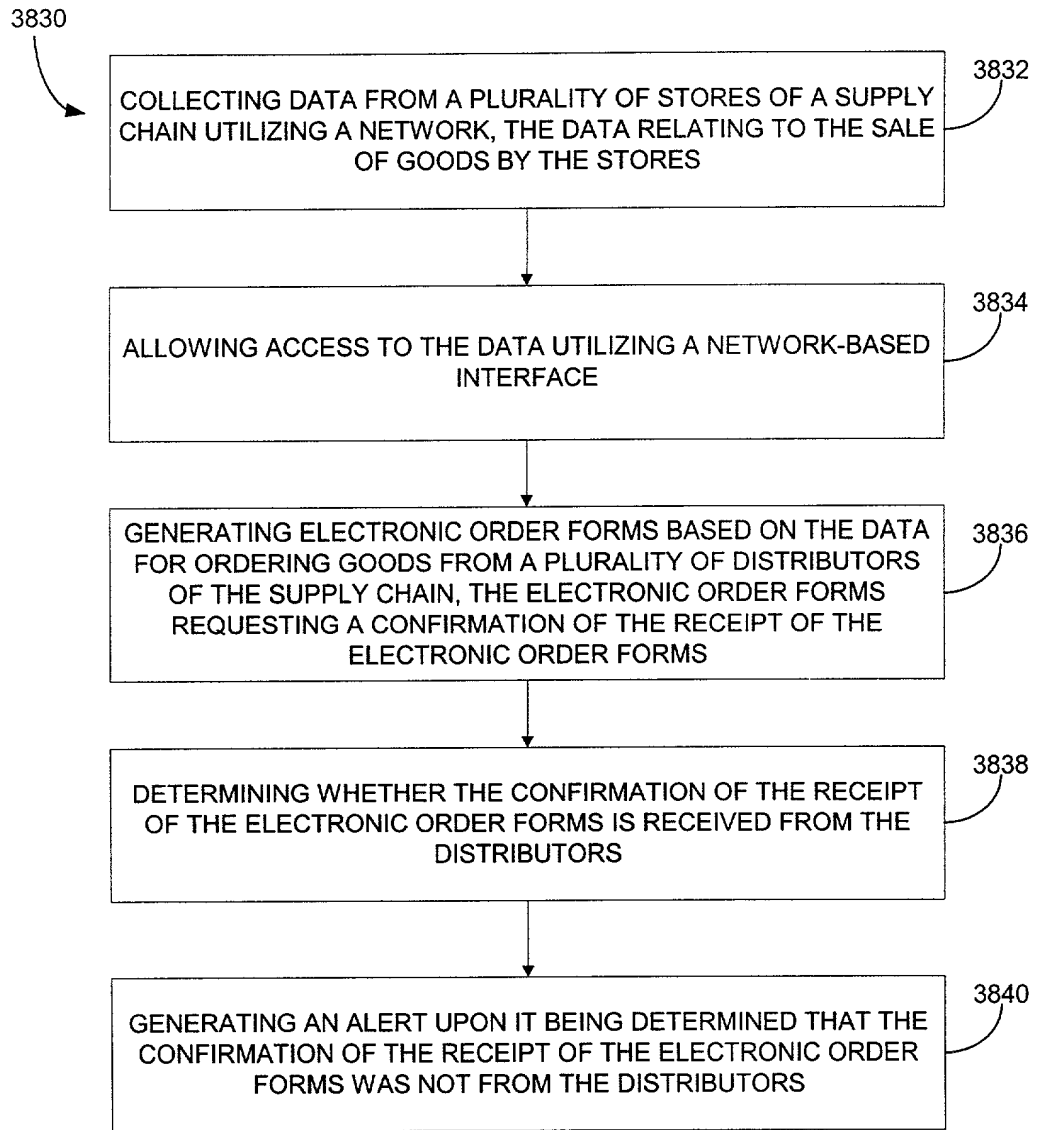 3830
3832
COLLECTING DATA FROM A PLURALITY OF STORES OF A SUPPLY
CHAIN UTILIZING A NETWORK, THE DATA RELATING TO THE SALE
OF GOODS BY THE STORES
3834
ALLOWING ACCESS TO THE DATA UTILIZING A NETWORK-BASED
INTERFACE
3836
GENERATING ELECTRONIC ORDER FORMS BASED ON THE DATA
FOR ORDERING GOODS FROM A PLURALITY OF DISTRIBUTORS
OF THE SUPPLY CHAIN, THE ELECTRONIC ORDER FORMS
REQUESTING A CONFIRMATION OF THE RECEIPT OF THE
ELECTRONIC ORDER FORMS
3838
DETERMINING WHETHER THE CONFIRMATION OF THE RECEIPT
OF THE ELECTRONIC ORDER FORMS IS RECEIVED FROM THE
DISTRIBUTORS
3840
GENERATING AN ALERT UPON IT BEING DETERMINED THAT THE
CONFIRMATION OF THE RECEIPT OF THE ELECTRONIC ORDER
FORMS WAS NOT FROM THE DISTRIBUTORS